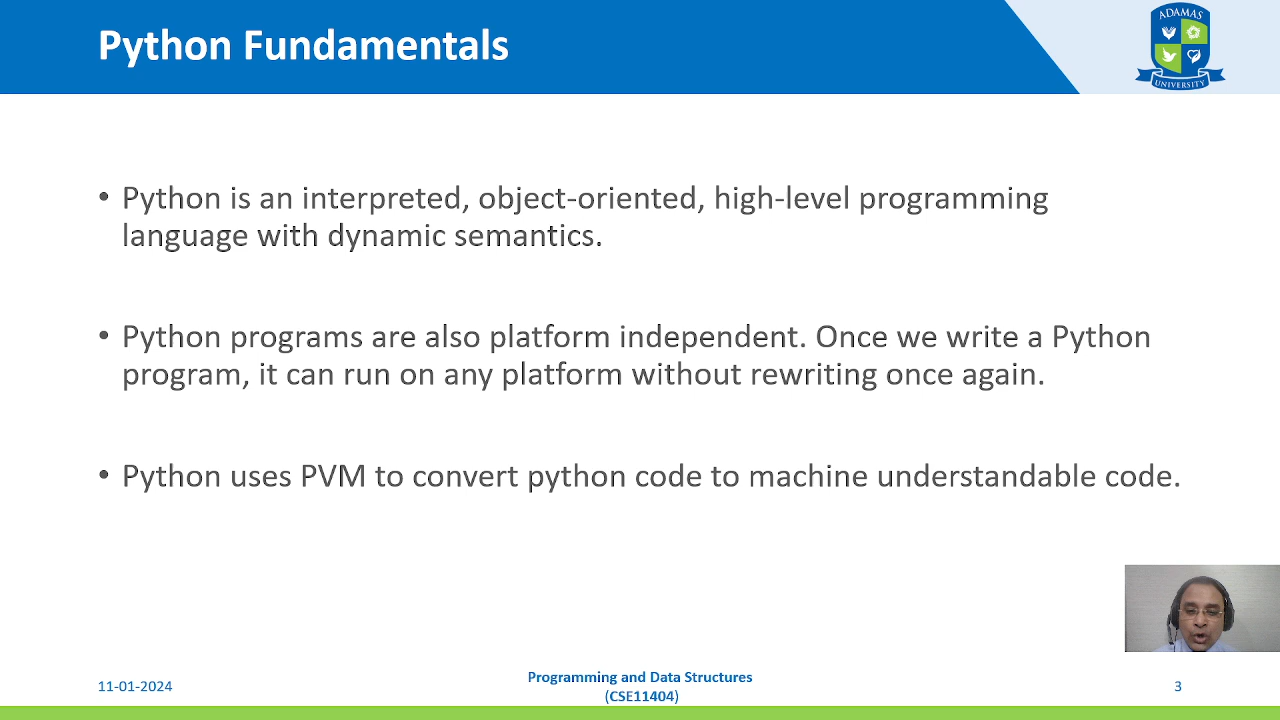 Python Fundamentals
ADAMAS
UNIVERSITY
• Python is an interpreted, object-oriented, high-level programming
language with dynamic semantics.
• Python programs are also platform independent. Once we write a Python
program, it can run on any platform without rewriting once again.
• Python uses PVM to convert python code to machine understandable code.
11-01-2024
Programming and Data Structures
(CSE11404)
3